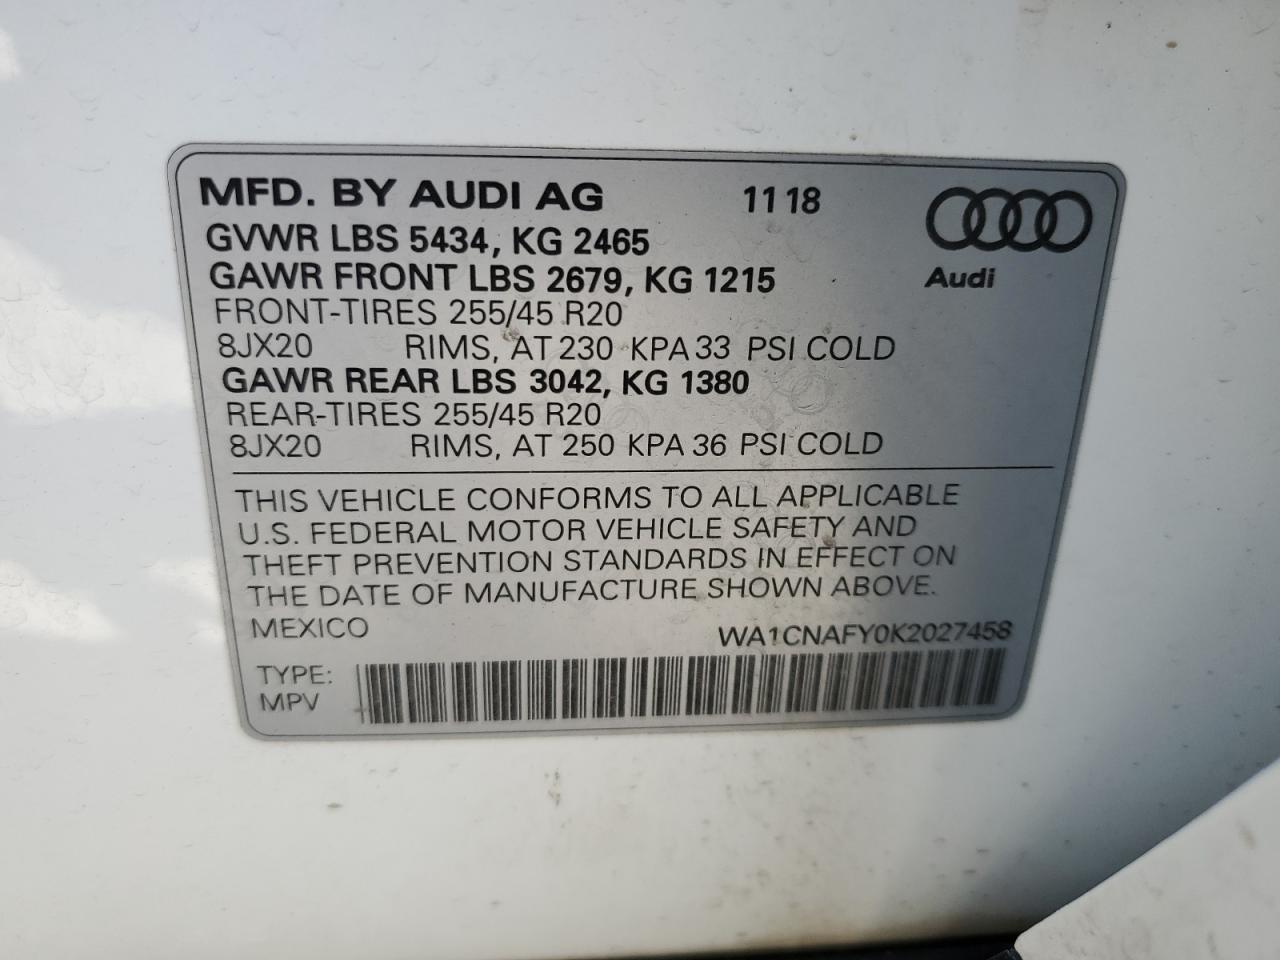 MFD. BY AUDI AG 11 18
GVWR LBS 5434, KG 2465
GAWR FRONT LBS 2679, KG 1215
Audi
FRONT-TIRES 255/45 R20
8JX20 RIMS, AT 230 KPA 33 PSI COLD
GAWR REAR LBS 3042, KG 1380
REAR-TIRES 255/45 R20
8JX20 RIMS, AT 250 KPA 36 PSI COLD
THIS VEHICLE CONFORMS TO ALL APPLICABLE
U.S. FEDERAL MOTOR VEHICLE SAFETY AND
THEFT PREVENTION STANDARDS IN EFFECT ON
THE DATE OF MANUFACTURE SHOWN ABOVE.
MEXICO WA1CNAFY0K2027458
TYPE:
MPV